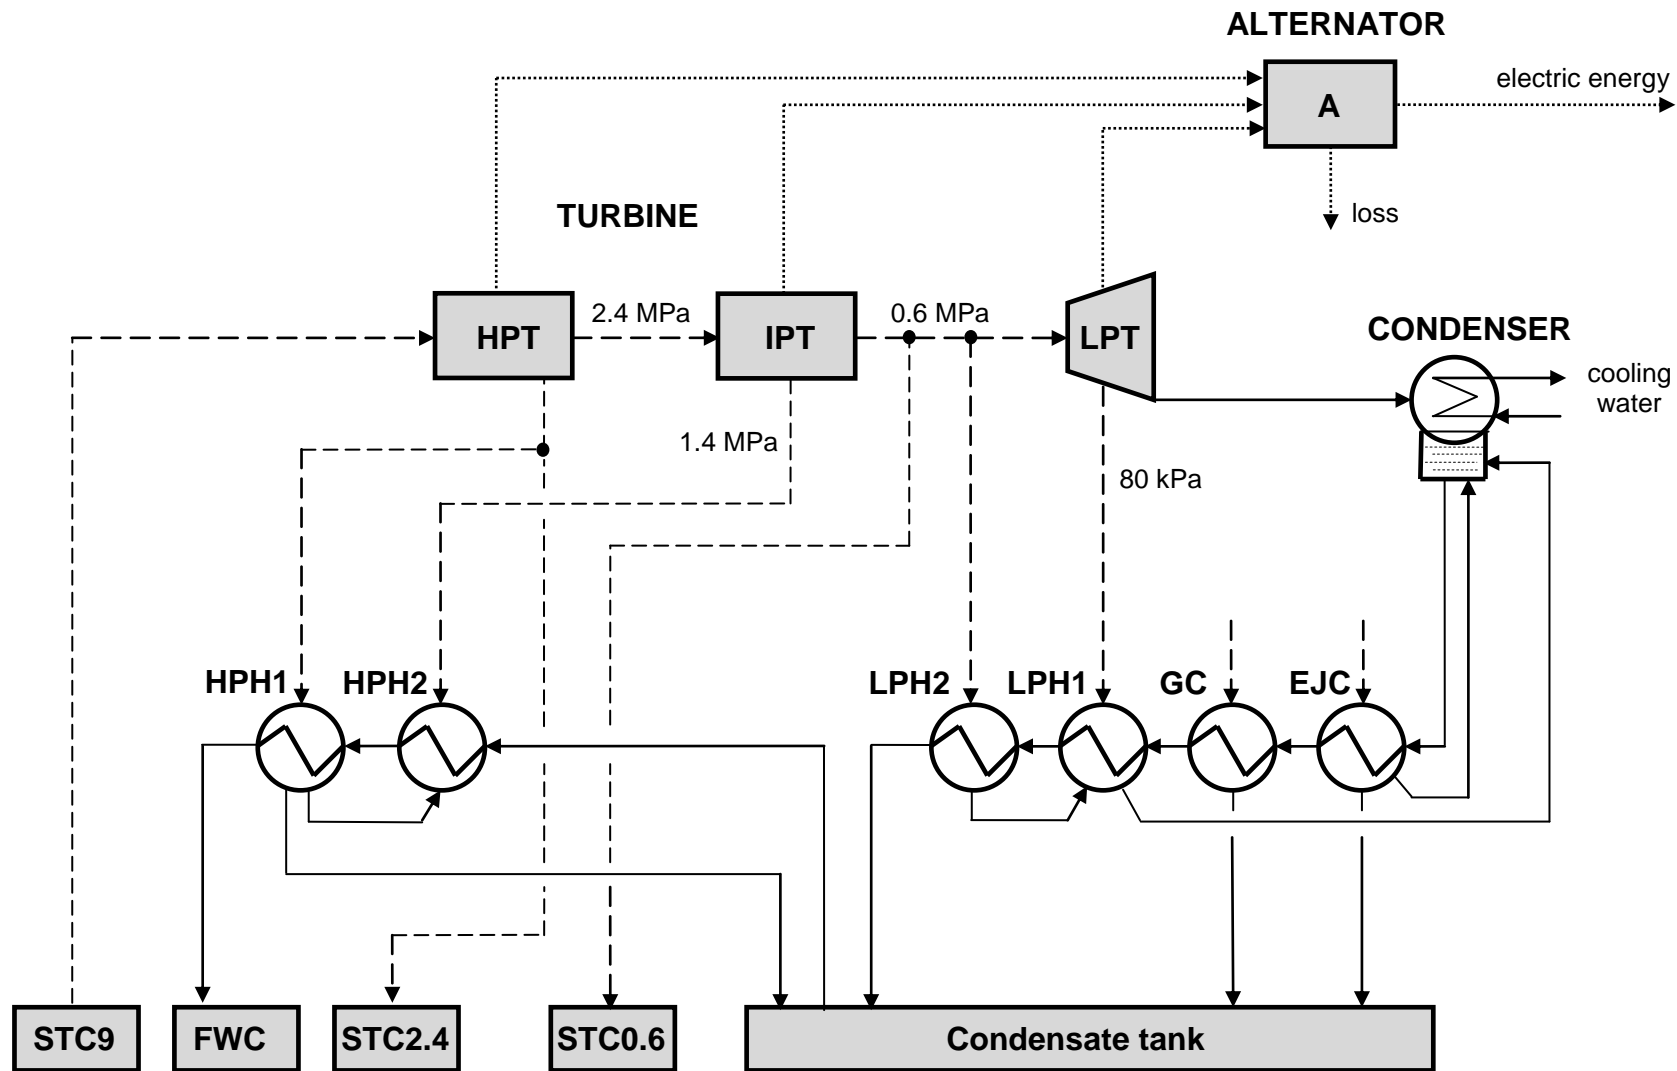 ALTERNATOR
A
electric energy
loss
TURBINE
HPT
2.4 MPa
IPT
0.6 MPa
LPT
CONDENSER
cooling
water
1.4 MPa
80 kPa
HPH1
HPH2
LPH2
LPH1
GC
EJC
STC9
FWC
STC2.4
STC0.6
Condensate tank